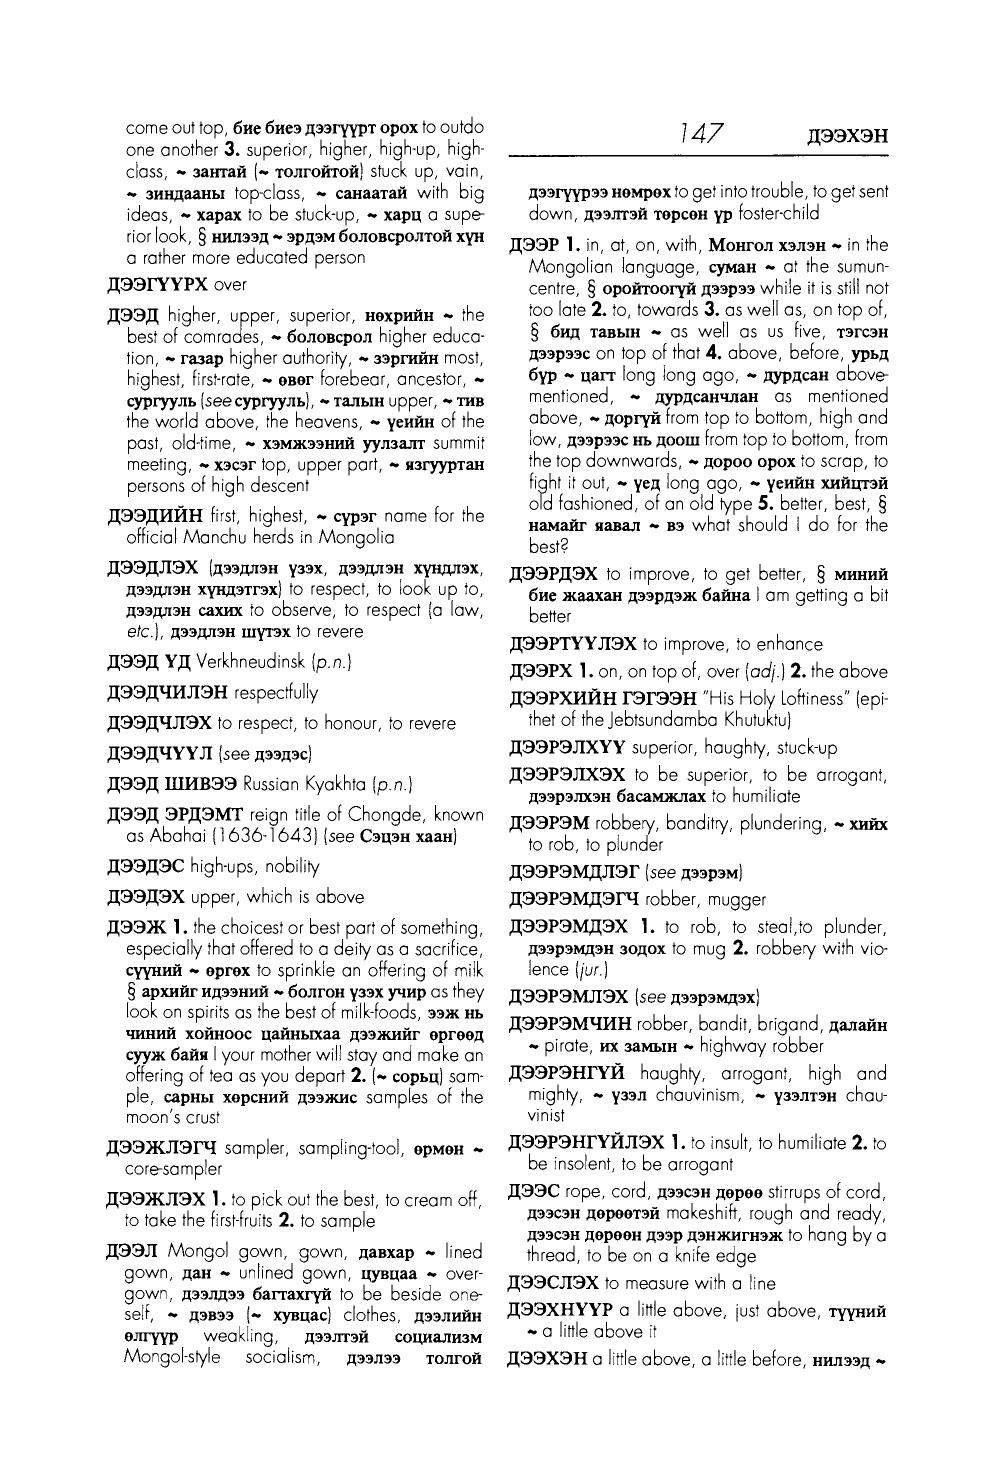 come out top, бие биеэ дээгүүрт орох to outdo
one another 3. superior, higher, high-up, high-
class, ~ зантай (~ толгойтой) stuck up, vain,
~ зиндааны top-class, ~ санаатай with big
ideas, ~ харах to be stuck-up, ~ харц a supe-
rior look, § нилээд ~ эрдэм боловсролтой хүн
a rather more educated person
ДЭЭГҮҮРХ over
ДЭЭД higher, upper, superior, нөхрийн ~ the
best of comrades, ~ боловсрол higher educa-
tion, ~ газар higher authority, ~ зэргийн most,
highest, first-rate, ~ өвөг forebear, ancestor, ~
сургууль (see сургууль), ~ талын upper, ~ тив
the world above, the heavens, ~ үеийн of the
past, old-time, ~ хэмжээний уулзалт summit
meeting, ~ хэсэг top, upper part, ~ язгууртан
persons of high descent
ДЭЭДИЙН first, highest, ~ сүрэг name for the
official Manchu herds in Mongolia
ДЭЭДЛЭХ (дээдлэн үзэх, дээдлэн хүндлэх,
дээдлэн хүндэтгэх) to respect, to look up to,
дээдлэн сахих to observe, to respect (a law,
etc.), дээдлэн шүтэх to revere
ДЭЭД ҮД Verkhneudinsk (p.n.)
ДЭЭДЧИЛЭН respectfully
ДЭЭДЧЛЭХ to respect, to honour, to revere
ДЭЭДЧҮҮЛ (see дээдэс)
ДЭЭД ШИВЭЭ Russian Kyakhta (p.n.)
ДЭЭД ЭРДЭМТ reign title of Chongde, known
as Abahai (1636-1643) (see Сэцэн хаан)
ДЭЭДЭС high-ups, nobility
ДЭЭДЭХ upper, which is above
ДЭЭЖ 1. the choicest or best part of something,
especially that offered to a deity as a sacrifice,
сүүний ~ өргөх to sprinkle an offering of milk
§ архийг идээний ~ болгон үзэх учир as they
look on spirits as the best of milk-foods, ээж нь
чиний хойноос цайныхаа дээжийг өргөөд
сууж байя I your mother will stay and make an
offering of tea as you depart 2. (~ сорьц) sam-
ple, сарны хөрсний дээжис samples of the
moon's crust
ДЭЭЖЛЭГЧ sampler, sampling-tool, өрмөн ~
core-sampler
ДЭЭЖЛЭХ 1. to pick out the best, to cream off,
to take the first-fruits 2. to sample
ДЭЭЛ Mongol gown, gown, давхар ~ lined
gown, дан ~ unlined gown, цувцаа ~ over-
gown, дээлдээ багтахгүй to be beside one-
self, ~ дэвээ (~ хувцас) clothes, дээлийн
өлгүүр weakling, дээлтэй социализм
Mongol-style socialism, дээлээ толгой
147 ДЭЭХЭН
дээгүүрээ нөмрөх to get into trouble, to get sent
down, дээлтэй төрсөн үр foster-child
ДЭЭР 1. in, at, on, with, Монгол хэлэн ~ in the
Mongolian language, суман ~ at the sumun-
centre, § оройтоогүй дээрээ while it is still not
too late 2. to, towards 3. as well as, on top of,
§ бид тавын ~ as well as us five, тэгсэн
дээрээс on top of that 4. above, before, урьд
бүр ~ цагт long long ago, ~ дурдсан above-
mentioned, ~ дурдсанчлан as mentioned
above, ~ доргүй from top to bottom, high and
low, дээрээс нь доош from top to bottom, from
the top downwards, ~ дороо орох to scrap, to
fight it out, ~ үед long ago, ~ үеийн хийцтэй
old fashioned, of an old type 5. better, best, §
намайг явал ~ вэ what should I do for the
best?
ДЭЭРДЭХ to improve, to get better, § миний
бие жаахан дээрдэж байна I am getting a bit
better
ДЭЭРТҮҮЛЭХ to improve, to enhance
ДЭЭРХ 1. on, on top of, over (adj.) 2. the above
ДЭЭРХИЙН ГЭГЭЭН "His Holy Loftiness" (epi-
thet of the Jebtsundamba Khutuktu)
ДЭЭРЭЛХҮҮ superior, haughty, stuck-up
ДЭЭРЭЛХЭХ to be superior, to be arrogant,
дээрэлхэн басамжлах to humiliate
ДЭЭРЭМ robbery, banditry, plundering, ~ хийх
to rob, to plunder
ДЭЭРЭМДЛЭГ (see дээрэм)
ДЭЭРЭМДЭГЧ robber, mugger
ДЭЭРЭМДЭХ 1. to rob, to steal,to plunder,
дээрэмдэн зодох to mug 2. robbery with vio-
lence (jur.)
ДЭЭРЭМЛЭХ (see дээрэмдэх)
ДЭЭРЭМЧИН robber, bandit, brigand, далайн
~ pirate, их замын ~ highway robber
ДЭЭРЭНГҮЙ haughty, arrogant, high and
mighty, ~ үзэл chauvinism, ~ үзэлтэн chau-
vinist
ДЭЭРЭНГҮЙЛЭХ 1. to insult, to humiliate 2. to
be insolent, to be arrogant
ДЭЭС rope, cord, дээсэн дөрөө stirrups of cord,
дээсэн дөрөөтэй makeshift, rough and ready,
дээсэн дөрөөн дээр дэнжигнэж to hang by a
thread, to be on a knife edge
ДЭЭСЛЭХ to measure with a line
ДЭЭХНҮҮР a little above, just above, түүний
~ a little above it
ДЭЭХЭН a little above, a little before, нилээд ~